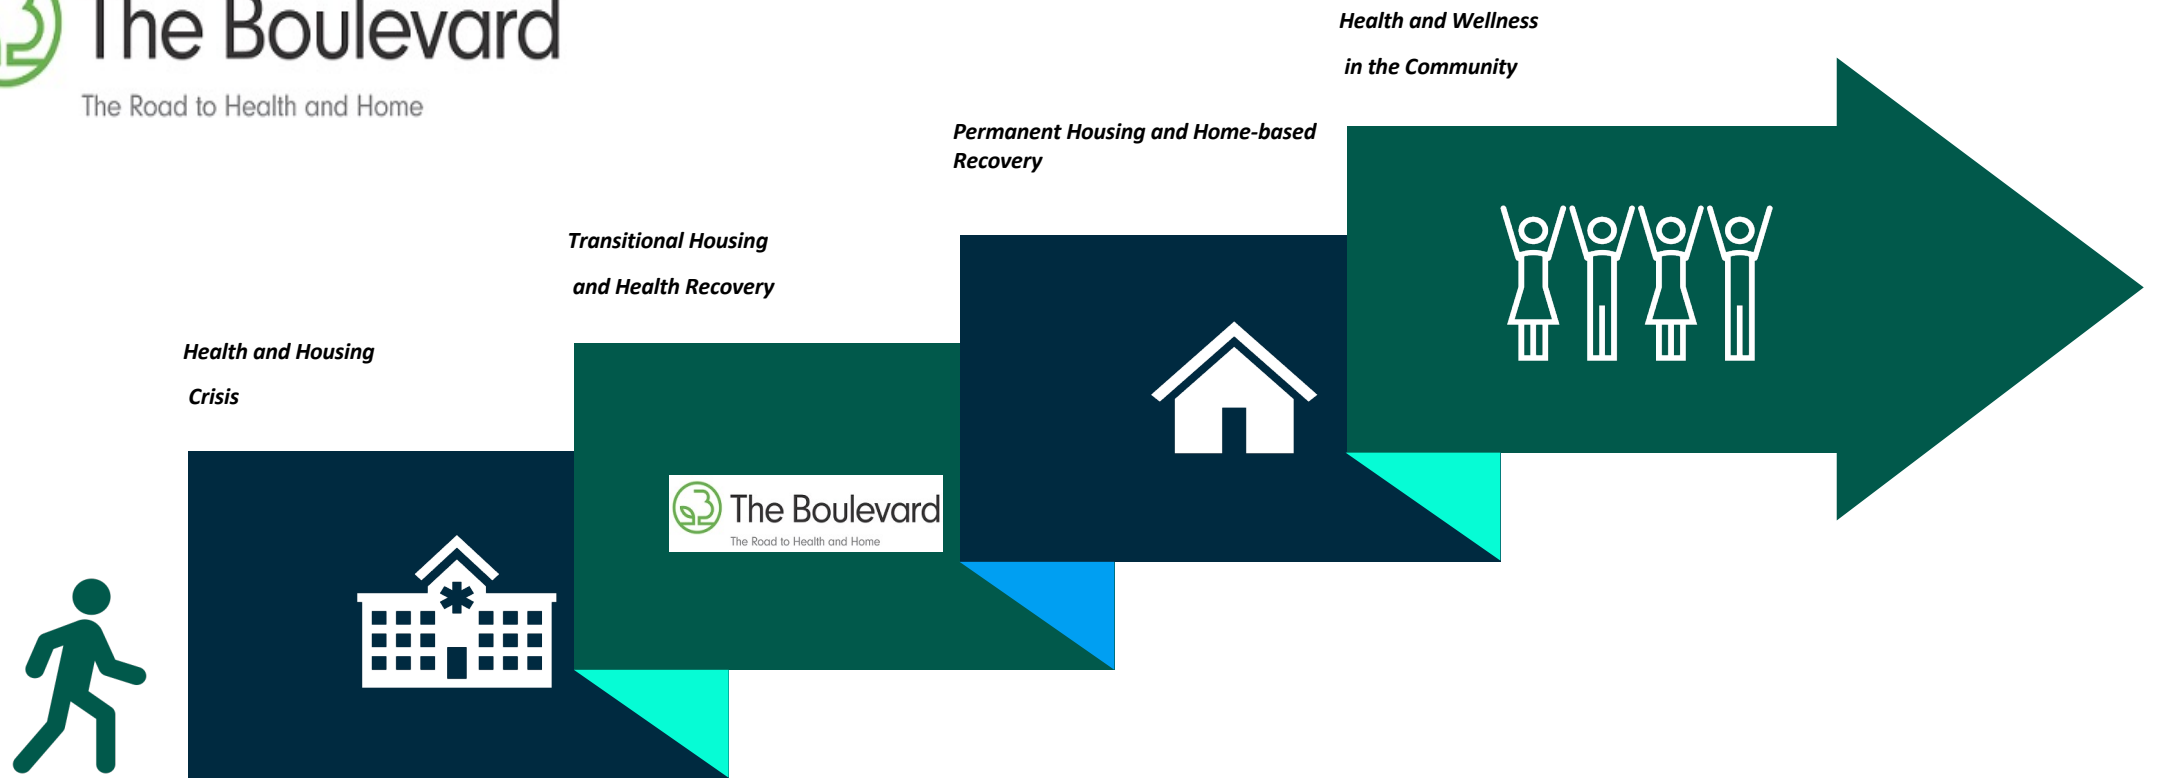 The Boulevard
The Road to Health and Home
Health and Wellness
in the Community
Permanent Housing and Home-based
Recovery
Transitional Housing
and Health Recovery
Health and Housing
Crisis
The Boulevard
The Road to Health and Home